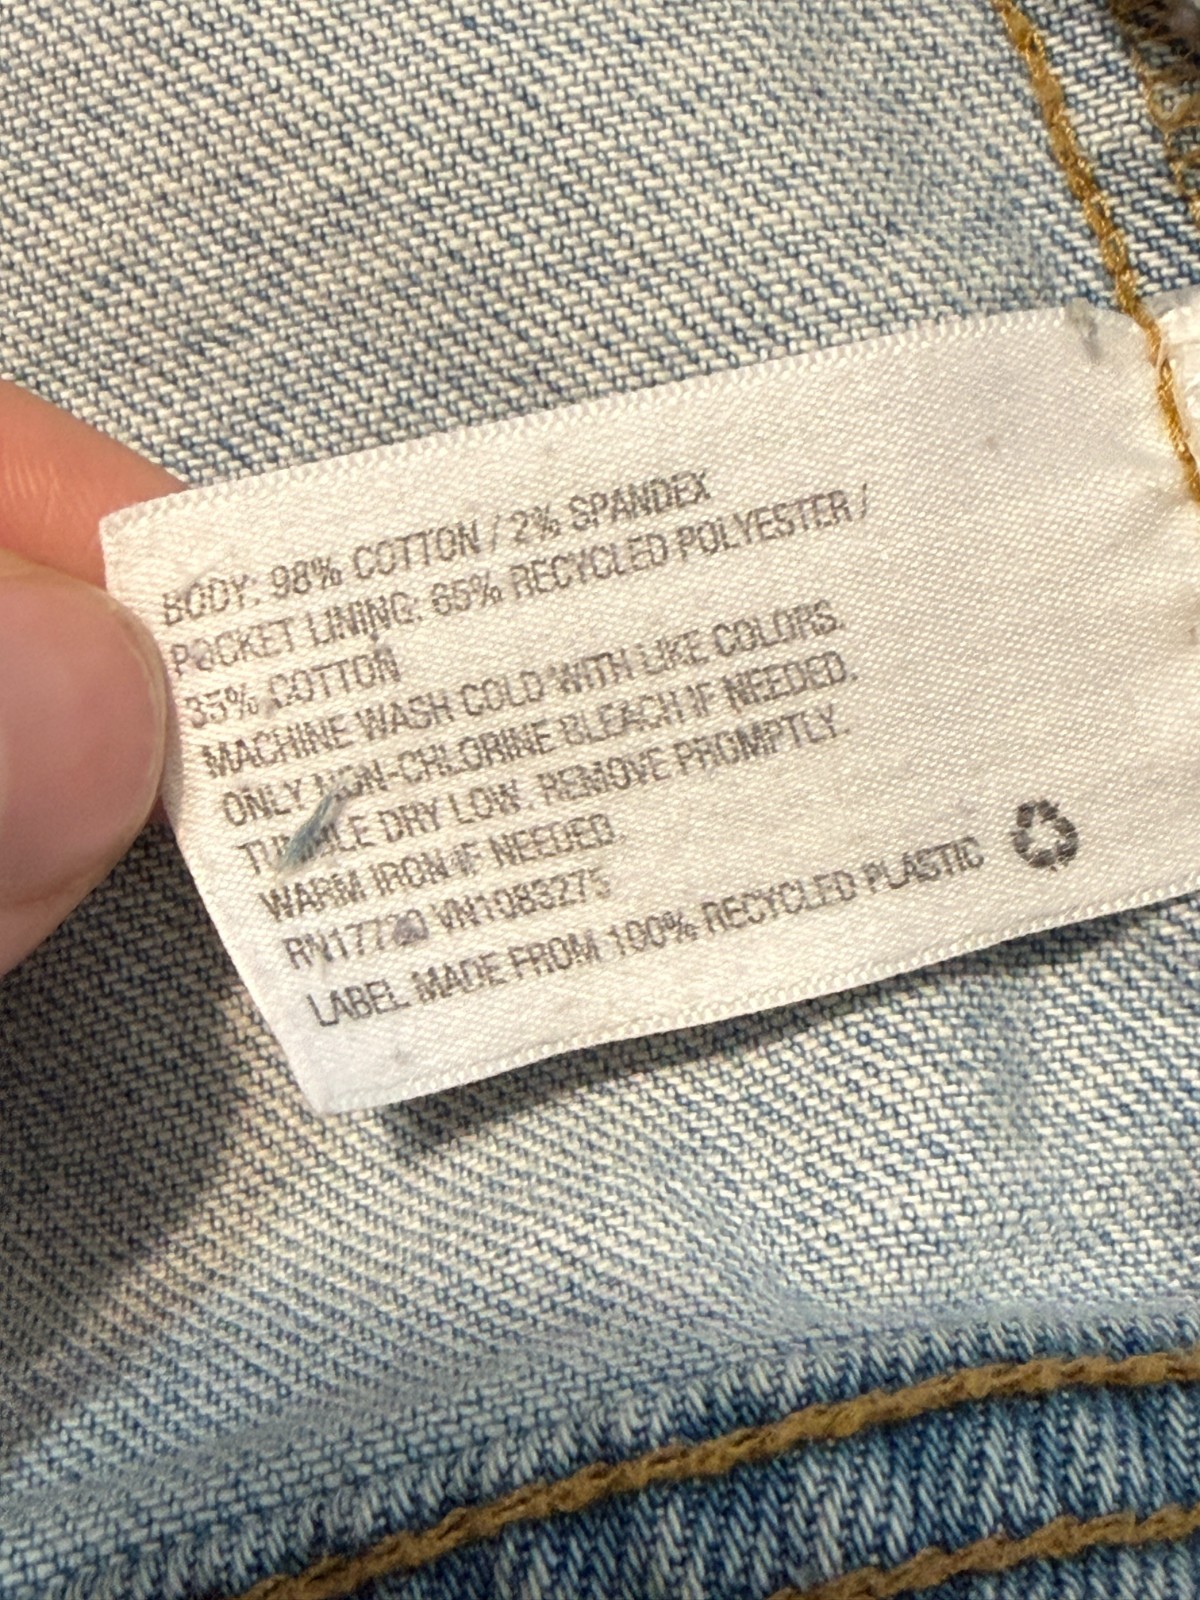 BODY: 98% COTTON / 2% SPANDEX
POCKET LINING: 65% RECYCLED POLYESTER /
35% COTTON
MACHINE WASH COLD WITH LIKE COLORS.
ONLY NON-CHLORINE BLEACH IF NEEDED.
TUMBLE DRY LOW. REMOVE PROMPTLY.
WARM IRON IF NEEDED.
RN17730 VN1083275
LABEL MADE FROM 100% RECYCLED PLASTIC